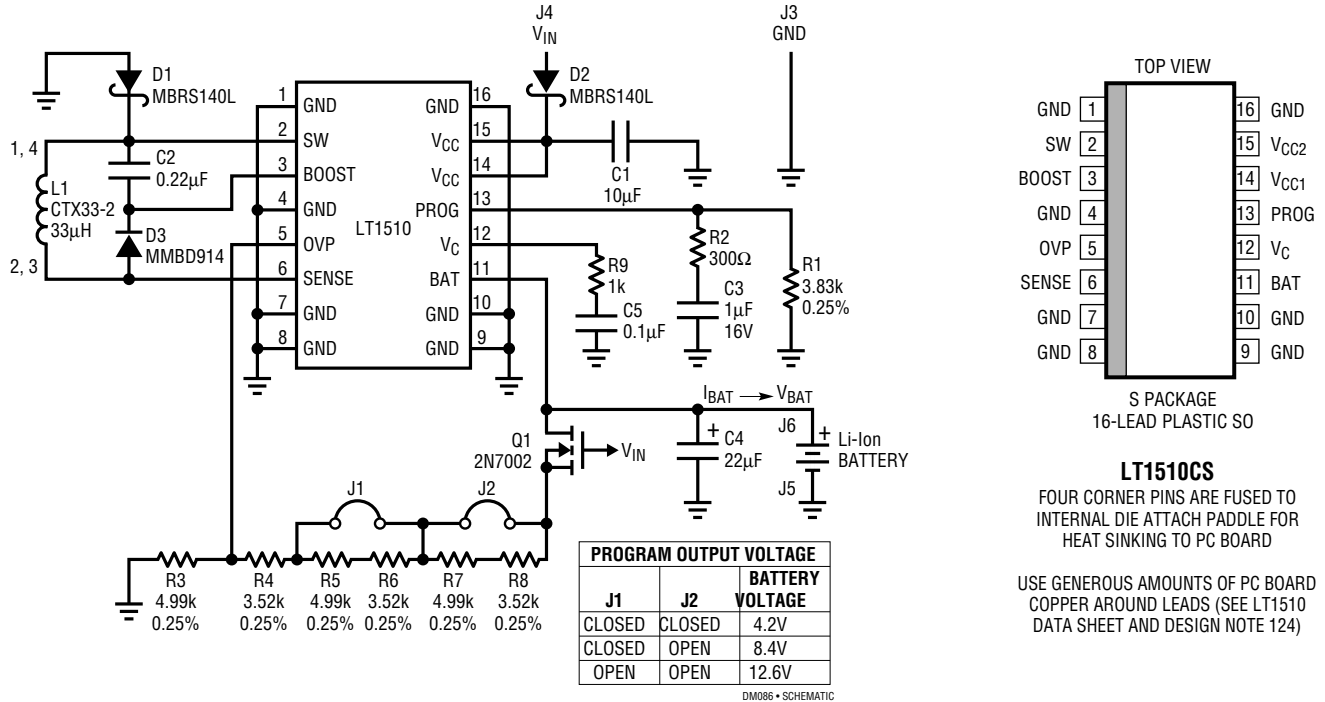 J4
VIN
J3
GND
D1
MBRS140L
D2
MBRS140L
1
GND
GND
16
2
SW
VCC
15
3
BOOST
VCC
14
4
GND
PROG
13
5
OVP
VC
12
6
SENSE
BAT
11
7
GND
GND
10
8
GND
GND
9
LT1510
1, 4
L1
CTX33-2
33µH
2, 3
C2
0.22µF
D3
MMBD914
C1
10µF
R9
1k
C5
0.1µF
R2
300Ω
C3
1µF
16V
R1
3.83k
0.25%
IBAT
VBAT
Q1
2N7002
VIN
+
C4
22µF
J6
+
Li-Ion
BATTERY
J5
J1
J2
R3
4.99k
0.25%
R4
3.52k
0.25%
R5
4.99k
0.25%
R6
3.52k
0.25%
R7
4.99k
0.25%
R8
3.52k
0.25%
PROGRAM OUTPUT VOLTAGE
J1 J2 BATTERY VOLTAGE
CLOSED CLOSED 4.2V
CLOSED OPEN 8.4V
OPEN OPEN 12.6V
DM086 • SCHEMATIC
TOP VIEW
GND 1
16 GND
SW 2
15 VCC2
BOOST 3
14 VCC1
GND 4
13 PROG
OVP 5
12 VC
SENSE 6
11 BAT
GND 7
10 GND
GND 8
9 GND
S PACKAGE
16-LEAD PLASTIC SO
LT1510CS
FOUR CORNER PINS ARE FUSED TO
INTERNAL DIE ATTACH PADDLE FOR
HEAT SINKING TO PC BOARD
USE GENEROUS AMOUNTS OF PC BOARD
COPPER AROUND LEADS (SEE LT1510
DATA SHEET AND DESIGN NOTE 124)